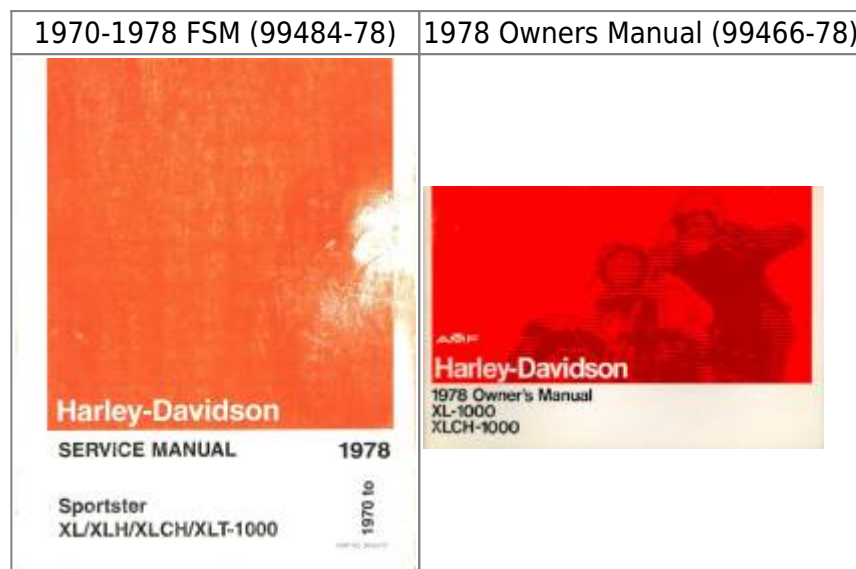 1970-1978 FSM (99484-78)
1978 Owners Manual (99466-78)
Harley-Davidson
SERVICE MANUAL 1978
1970 to
Sportster
XL/XLH/XLCH/XLT-1000
AMF
Harley-Davidson
1978 Owner's Manual
XL-1000
XLCH-1000